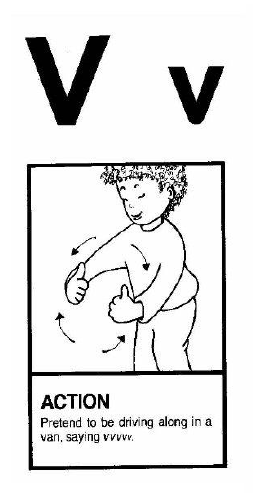 V v
ACTION
Pretend to be driving along in a
van, saying vvvvv.